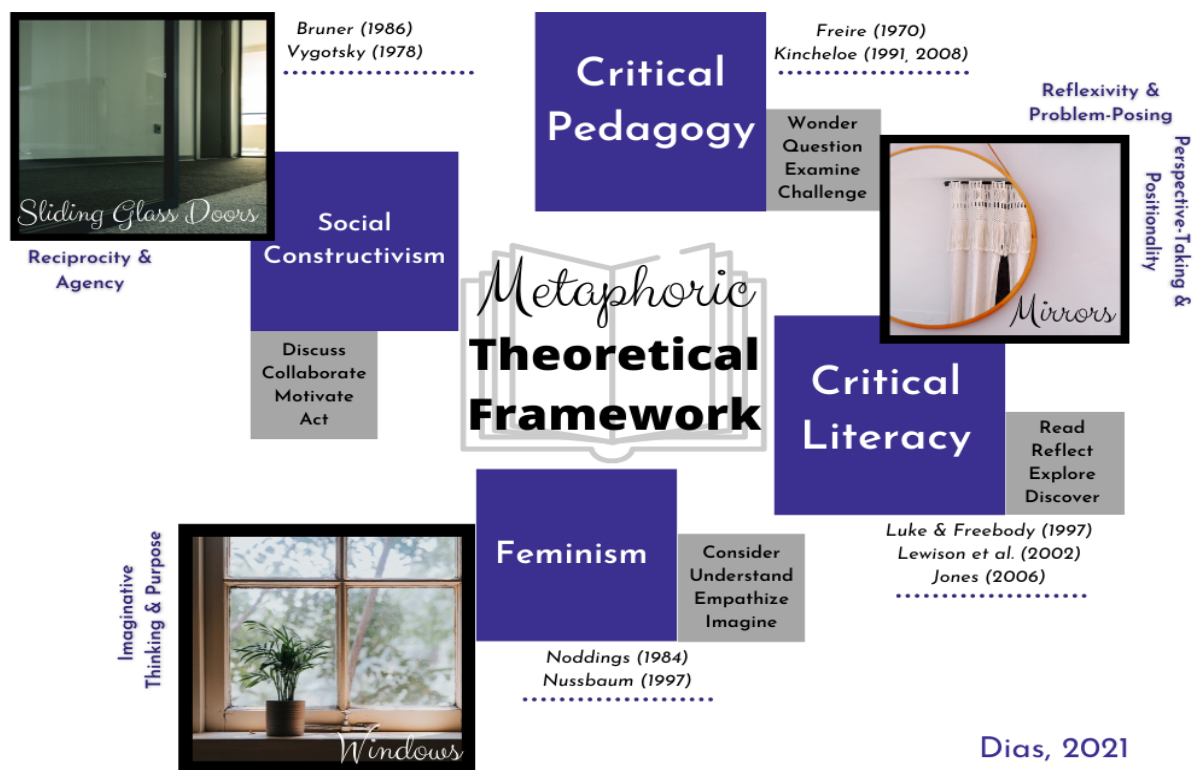 Bruner (1986)
Vygotsky (1978)
Sliding Glass Doors
Reciprocity &
Agency
Social
Constructivism
Discuss
Collaborate
Motivate
Act
Critical
Pedagogy
Freire (1970)
Kincheloe (1991, 2008)
Wonder
Question
Examine
Challenge
Reflexivity &
Problem-Posing
Perspective-Taking &
Positionality
Mirrors
Metaphoric
Theoretical
Framework
Critical
Literacy
Read
Reflect
Explore
Discover
Luke & Freebody (1997)
Lewison et al. (2002)
Jones (2006)
Imaginative
Thinking & Purpose
Windows
Feminism
Consider
Understand
Empathize
Imagine
Noddings (1984)
Nussbaum (1997)
Dias, 2021